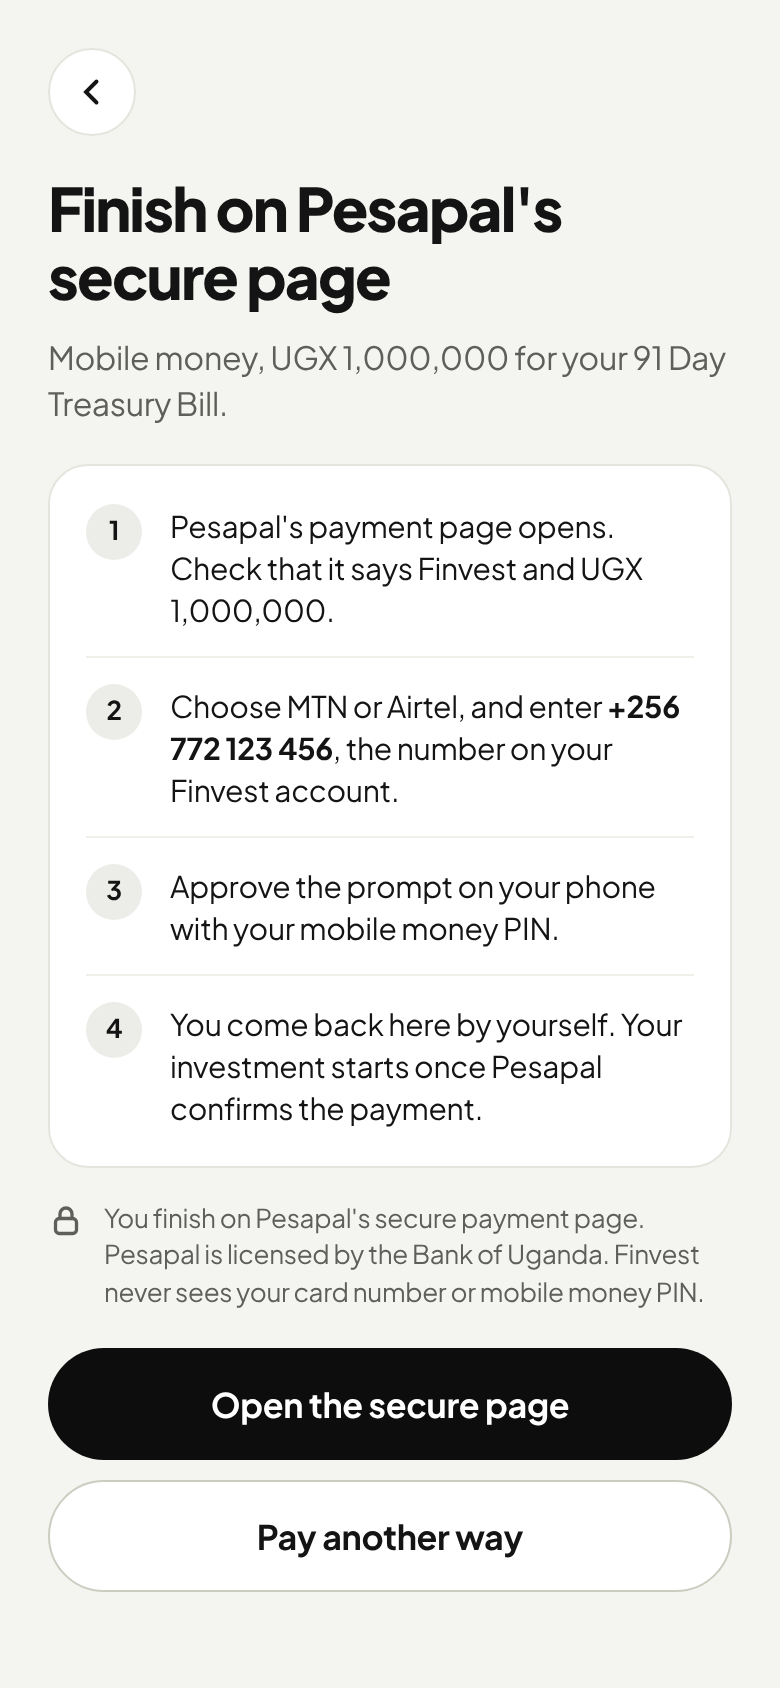 Finish on Pesapal's
secure page
Mobile money, UGX 1,000,000 for your 91 Day
Treasury Bill.
1
Pesapal's payment page opens.
Check that it says Finvest and UGX
1,000,000.
2
Choose MTN or Airtel, and enter +256
772 123 456, the number on your
Finvest account.
3
Approve the prompt on your phone
with your mobile money PIN.
4
You come back here by yourself. Your
investment starts once Pesapal
confirms the payment.
You finish on Pesapal's secure payment page.
Pesapal is licensed by the Bank of Uganda. Finvest
never sees your card number or mobile money PIN.
Open the secure page
Pay another way